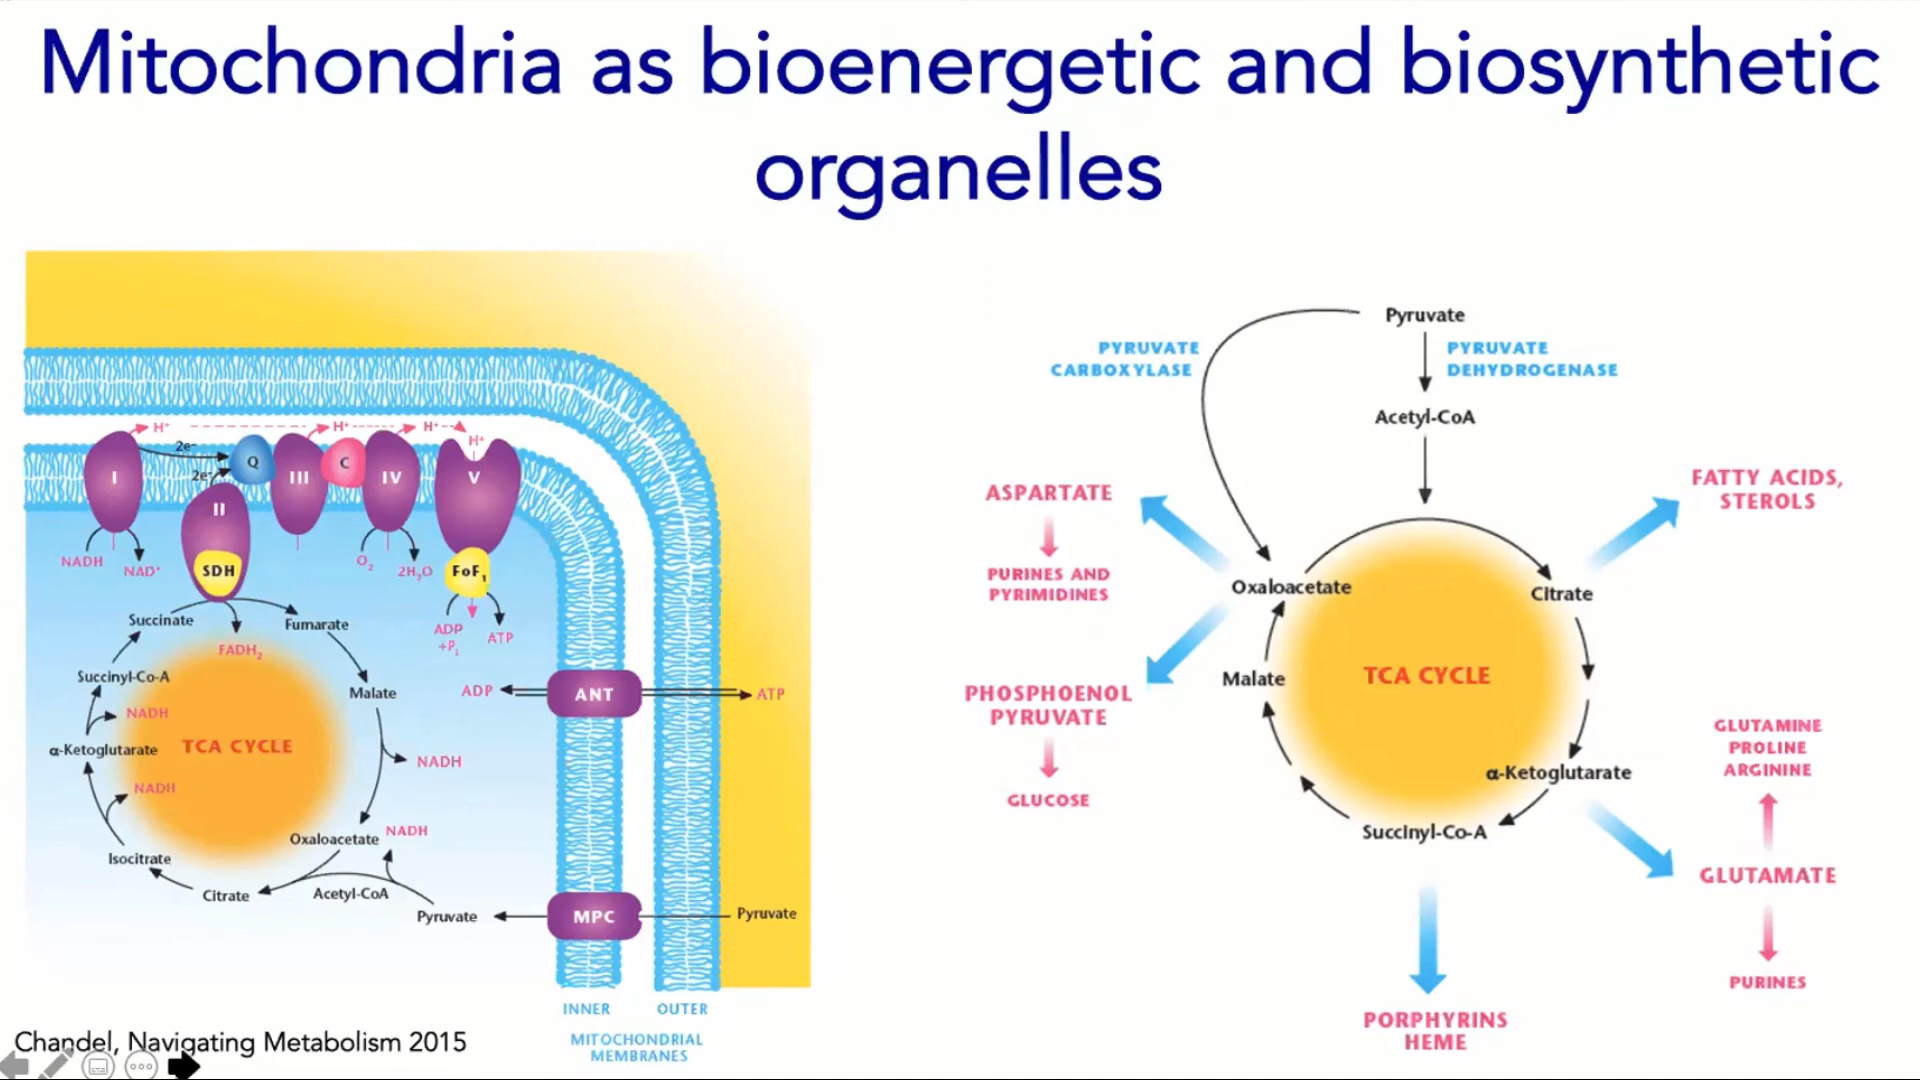 Mitochondria as bioenergetic and biosynthetic
organelles
H⁺
H⁺
H⁺
H⁺
2e⁻
2e⁻
I
Q
III
C
IV
V
II
SDH
FoF₁
NADH
NAD⁺
O₂
2H₂O
ADP
+Pᵢ
ATP
Succinate
Fumarate
FADH₂
Succinyl-Co-A
Malate
NADH
α-Ketoglutarate
TCA CYCLE
NADH
NADH
Oxaloacetate
NADH
Isocitrate
Citrate
Acetyl-CoA
Pyruvate
ADP
ANT
ATP
MPC
Pyruvate
INNER
OUTER
MITOCHONDRIAL
MEMBRANES
Chandel, Navigating Metabolism 2015
Pyruvate
PYRUVATE
CARBOXYLASE
PYRUVATE
DEHYDROGENASE
Acetyl-CoA
ASPARTATE
PURINES AND
PYRIMIDINES
FATTY ACIDS,
STEROLS
Oxaloacetate
Citrate
Malate
TCA CYCLE
PHOSPHOENOL
PYRUVATE
GLUCOSE
α-Ketoglutarate
Succinyl-Co-A
GLUTAMINE
PROLINE
ARGININE
GLUTAMATE
PURINES
PORPHYRINS
HEME